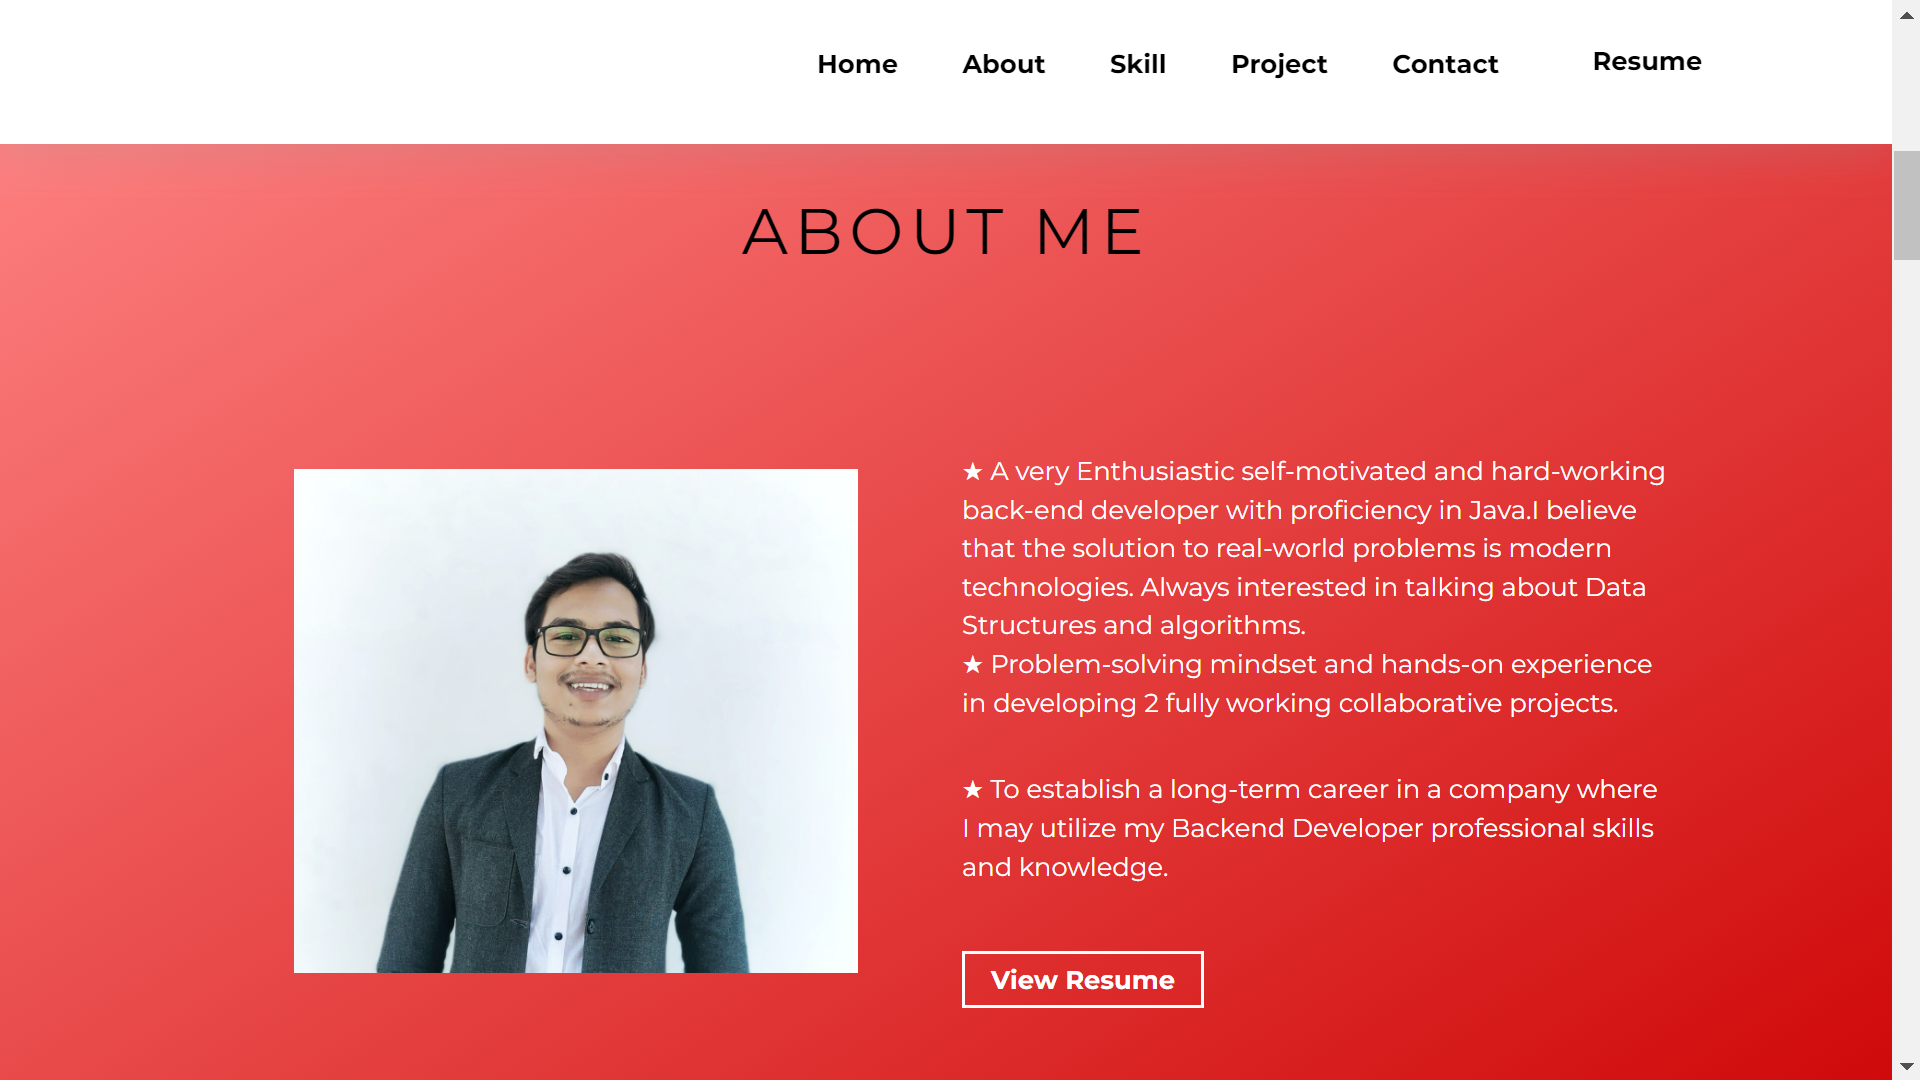 Home About Skill Project Contact Resume
ABOUT ME
★ A very Enthusiastic self-motivated and hard-working
back-end developer with proficiency in Java.I believe
that the solution to real-world problems is modern
technologies. Always interested in talking about Data
Structures and algorithms.
★ Problem-solving mindset and hands-on experience
in developing 2 fully working collaborative projects.
★ To establish a long-term career in a company where
I may utilize my Backend Developer professional skills
and knowledge.
View Resume